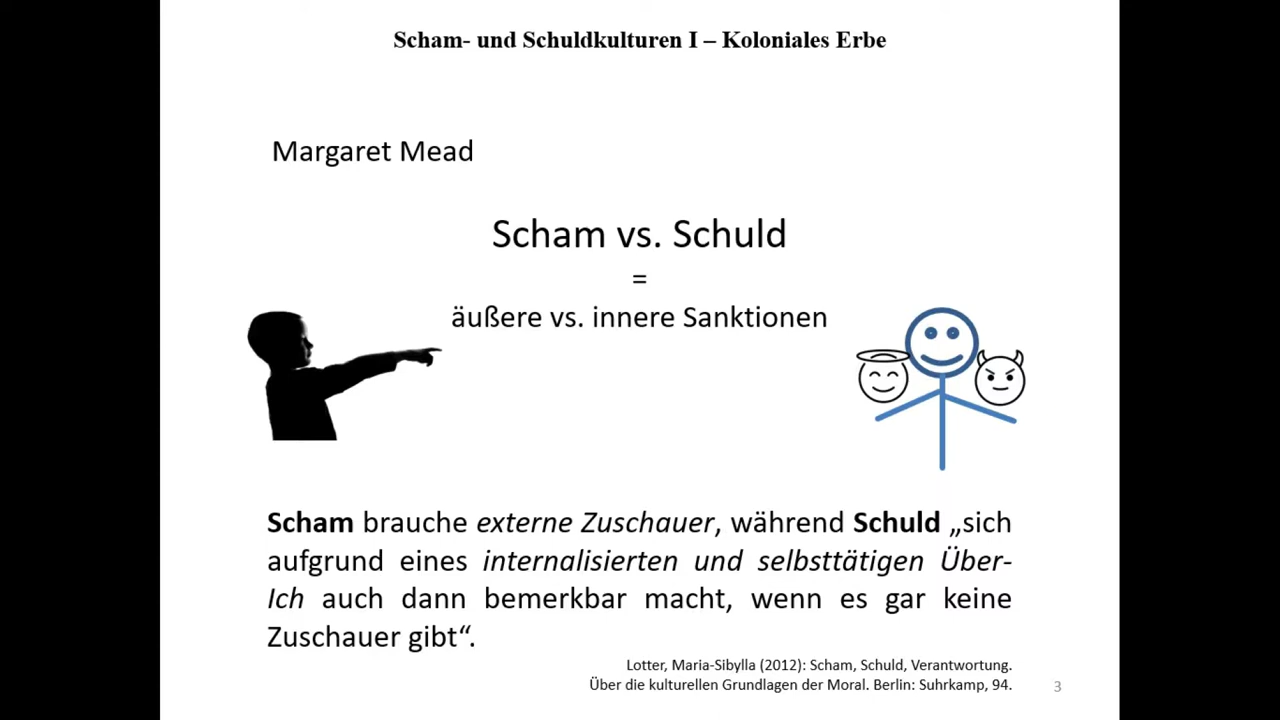 Scham- und Schuldkulturen I – Koloniales Erbe
Margaret Mead
Scham vs. Schuld
=
äußere vs. innere Sanktionen
Scham brauche externe Zuschauer, während Schuld „sich
aufgrund eines internalisierten und selbsttätigen Über-
Ich auch dann bemerkbar macht, wenn es gar keine
Zuschauer gibt“.
Lotter, Maria-Sibylla (2012): Scham, Schuld, Verantwortung.
Über die kulturellen Grundlagen der Moral. Berlin: Suhrkamp, 94.
3